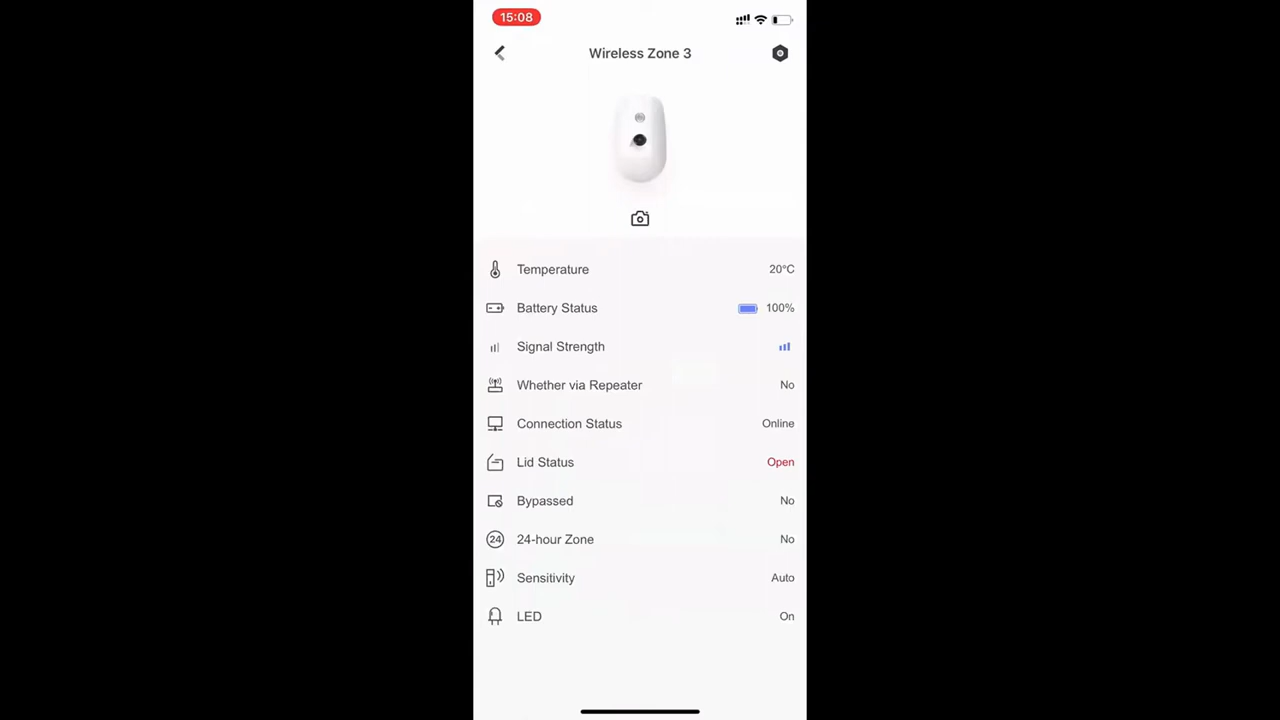 15:08
Wireless Zone 3
Temperature 20°C
Battery Status 100%
Signal Strength
Whether via Repeater No
Connection Status Online
Lid Status Open
Bypassed No
24 24-hour Zone No
Sensitivity Auto
LED On